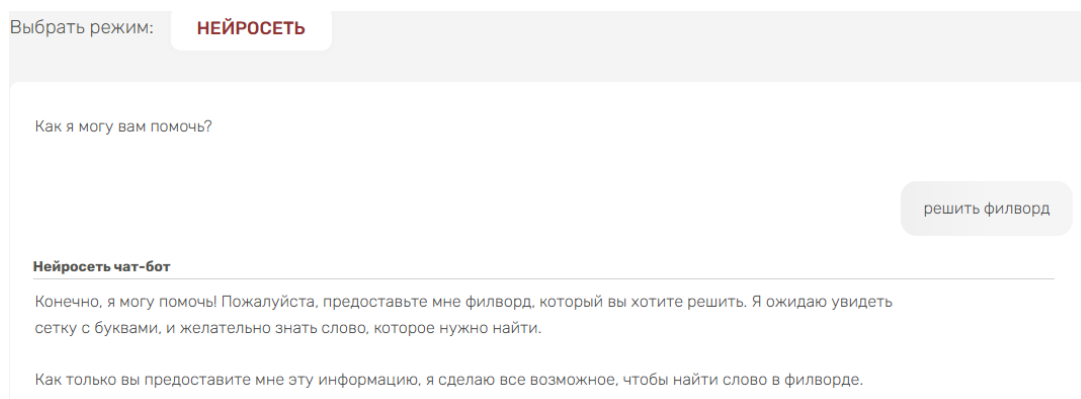 Выбрать режим: НЕЙРОСЕТЬ
Как я могу вам помочь?
решить филворд
Нейросеть чат-бот
Конечно, я могу помочь! Пожалуйста, предоставьте мне филворд, который вы хотите решить. Я ожидаю увидеть
сетку с буквами, и желательно знать слово, которое нужно найти.
Как только вы предоставите мне эту информацию, я сделаю все возможное, чтобы найти слово в филворде.